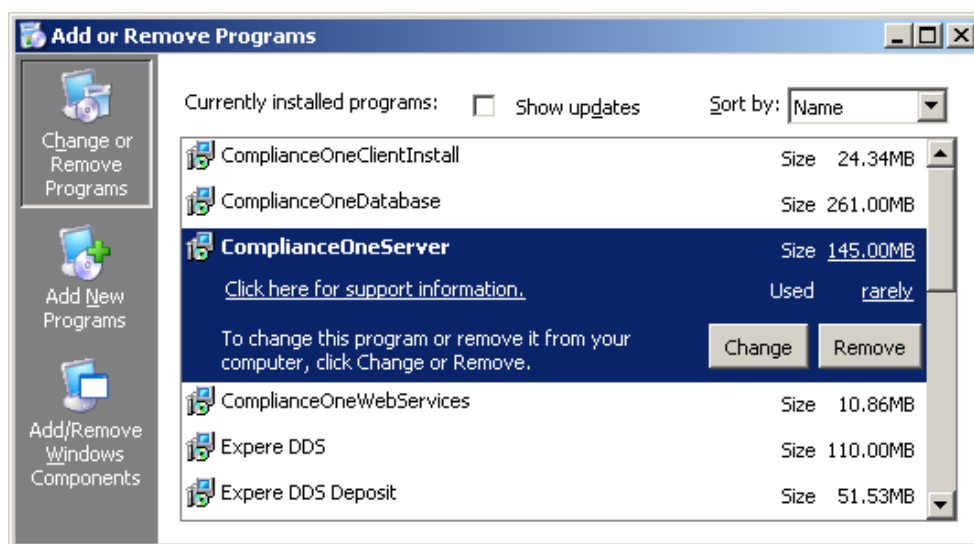 Add or Remove Programs
Change or
Remove
Programs
Add New
Programs
Add/Remove
Windows
Components
Currently installed programs: Show updates Sort by: Name
ComplianceOneClientInstall Size 24.34MB
ComplianceOneDatabase Size 261.00MB
ComplianceOneServer Size 145.00MB
Click here for support information. Used rarely
To change this program or remove it from your
computer, click Change or Remove.
Change Remove
ComplianceOneWebServices Size 10.86MB
Expere DDS Size 110.00MB
Expere DDS Deposit Size 51.53MB